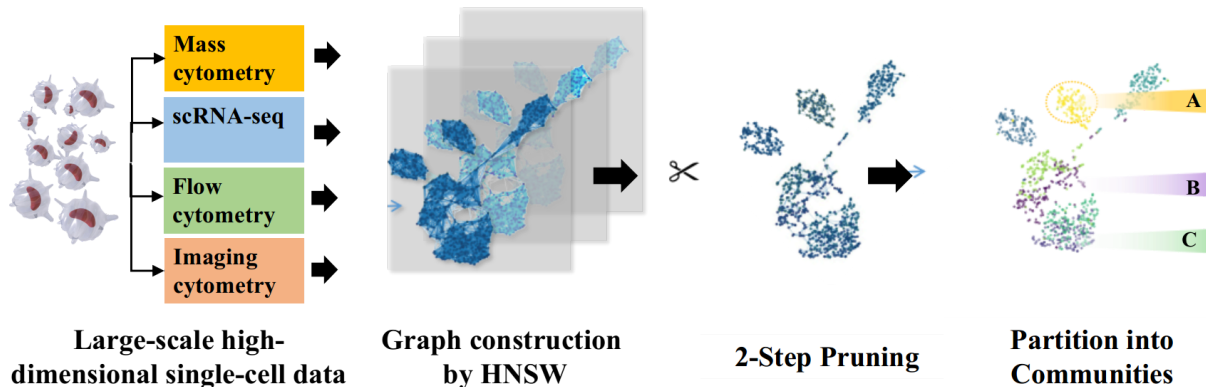 Mass
cytometry
scRNA-seq
Flow
cytometry
Imaging
cytometry
A
B
C
Large-scale high-
dimensional single-cell data
Graph construction
by HNSW
2-Step Pruning
Partition into
Communities